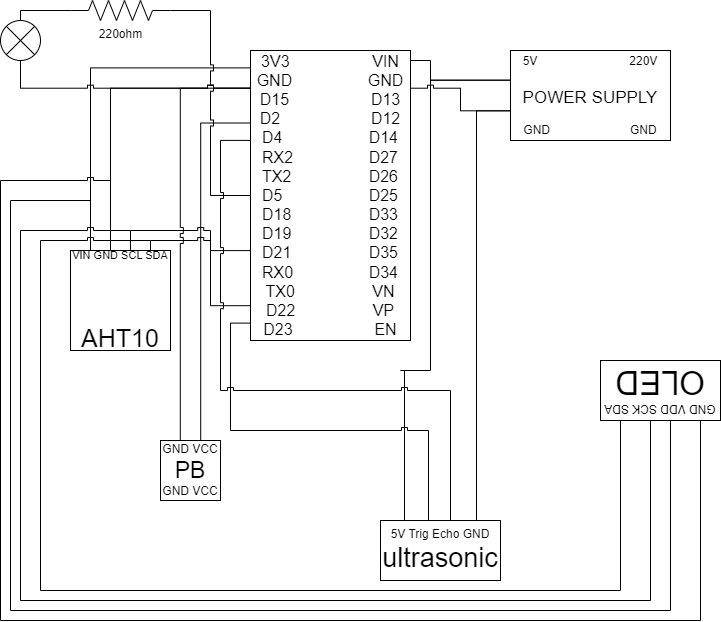 220ohm
3V3 VIN
GND GND
D15 D13
D2 D12
D4 D14
RX2 D27
TX2 D26
D5 D25
D18 D33
D19 D32
D21 D35
RX0 D34
TX0 VN
D22 VP
D23 EN
5V 220V
POWER SUPPLY
GND GND
VIN GND SCL SDA
AHT10
GND VCC
PB
GND VCC
5V Trig Echo GND
ultrasonic
OLED
GND VDD SCK SDA